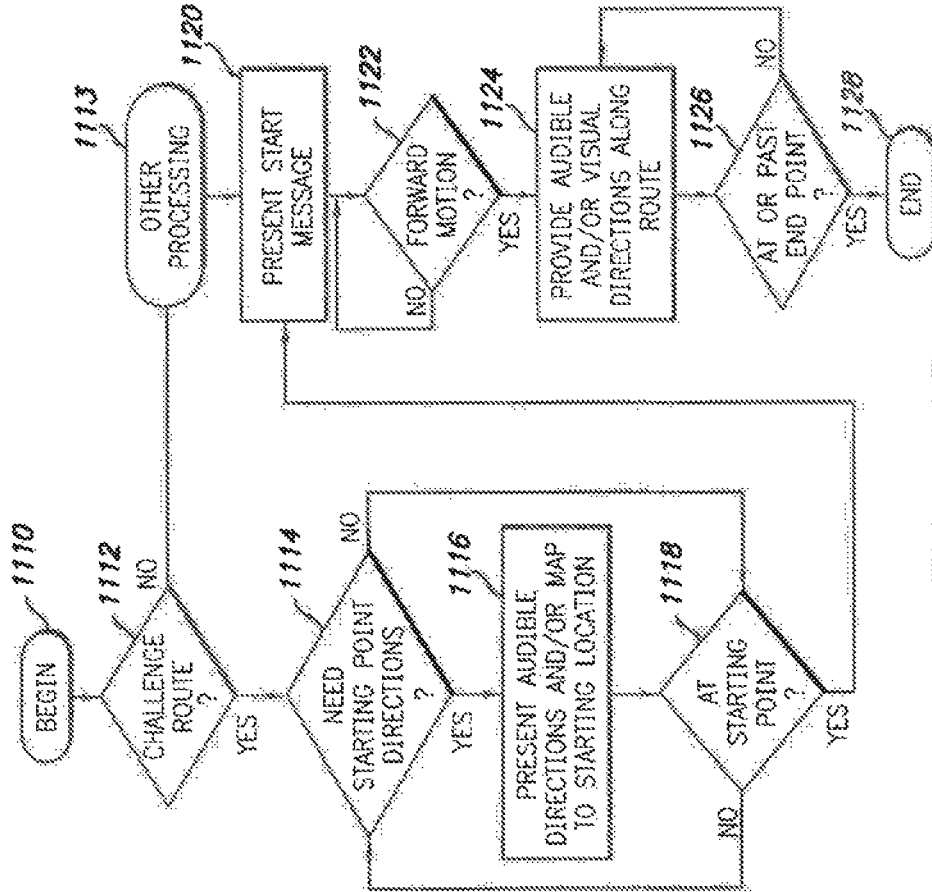 1110
BEGIN
1112
CHALLENGE
ROUTE
?
NO
YES
1114
NEED
STARTING POINT
DIRECTIONS
?
NO
YES
1116
PRESENT AUDIBLE
DIRECTIONS AND/OR MAP
TO STARTING LOCATION
1118
AT
STARTING
POINT
?
NO
YES
1113
OTHER
PROCESSING
1120
PRESENT START
MESSAGE
1122
FORWARD
MOTION
?
NO
YES
1124
PROVIDE AUDIBLE
AND/OR VISUAL
DIRECTIONS ALONG
ROUTE
1126
AT OR PAST
END POINT
?
NO
YES
1128
END